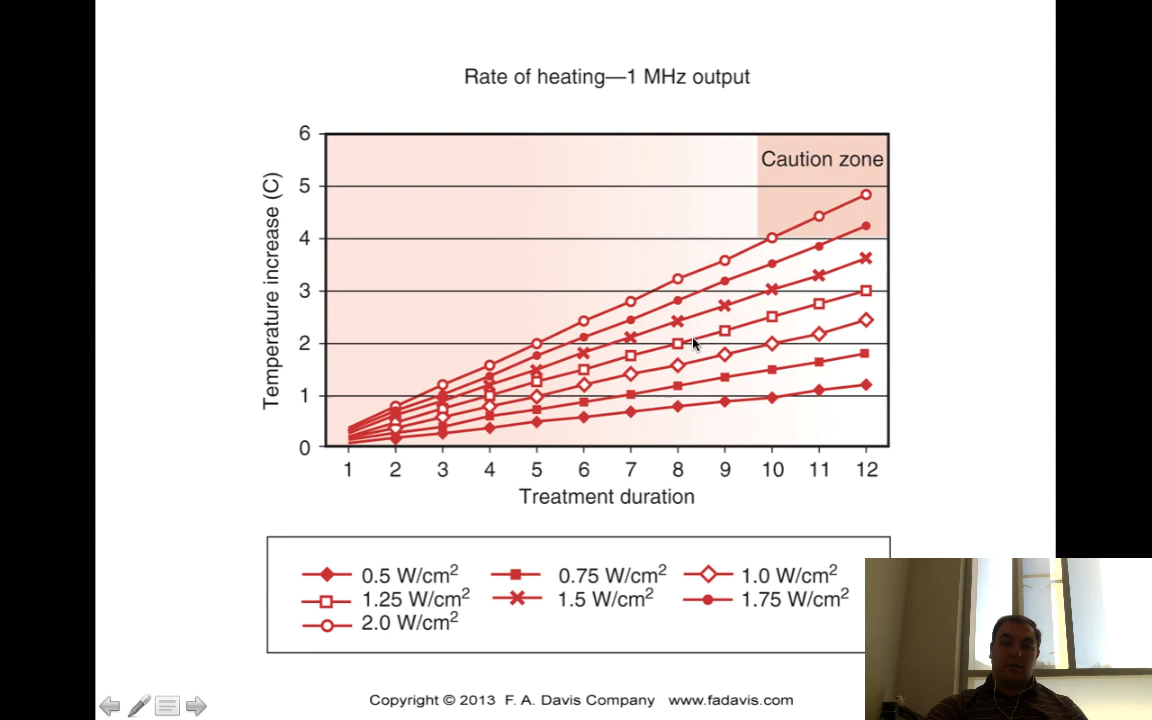 Rate of heating—1 MHz output
6
Caution zone
5
4
3
2
1
0
Temperature increase (C)
1 2 3 4 5 6 7 8 9 10 11 12
Treatment duration
0.5 W/cm² 0.75 W/cm² 1.0 W/cm²
1.25 W/cm² 1.5 W/cm² 1.75 W/cm²
2.0 W/cm²
Copyright © 2013 F. A. Davis Company www.fadavis.com